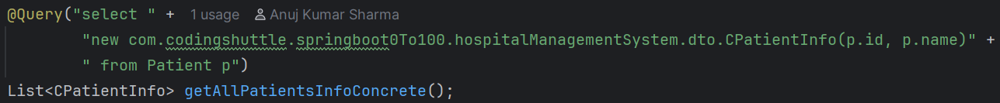 @Query("select " + 1 usage Anuj Kumar Sharma
"new com.codingshuttle.springboot0To100.hospitalManagementSystem.dto.CPatientInfo(p.id, p.name)" +
" from Patient p")
List<CPatientInfo> getAllPatientsInfoConcrete();